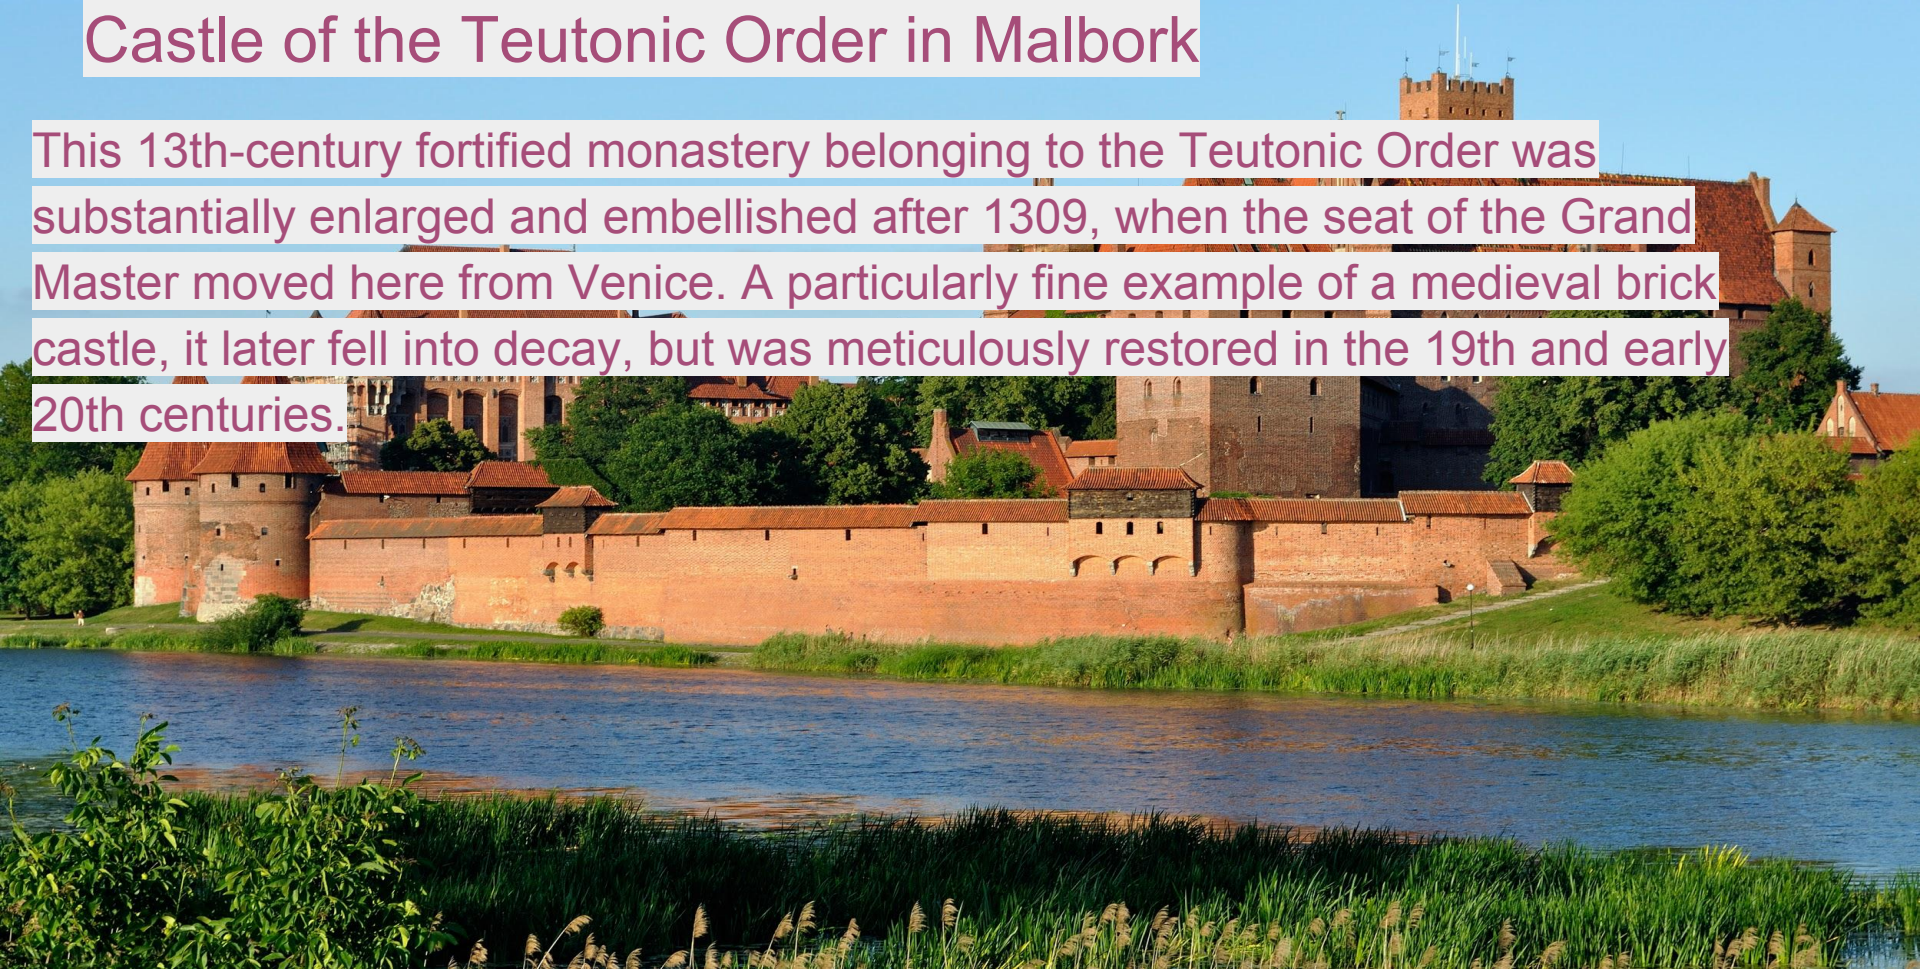 Castle of the Teutonic Order in Malbork
This 13th-century fortified monastery belonging to the Teutonic Order was
substantially enlarged and embellished after 1309, when the seat of the Grand
Master moved here from Venice. A particularly fine example of a medieval brick
castle, it later fell into decay, but was meticulously restored in the 19th and early
20th centuries.